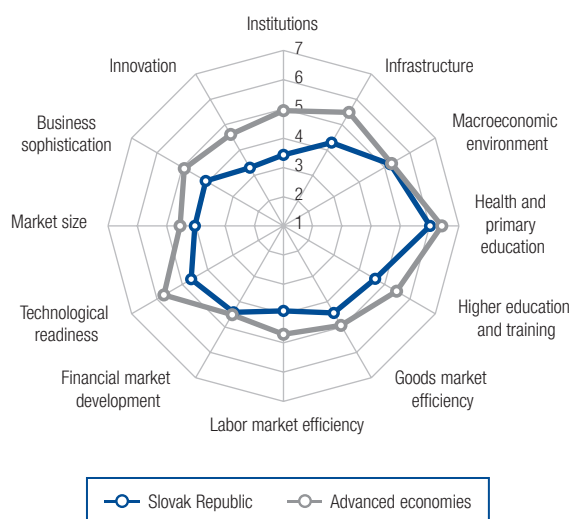 Institutions
7
6
5
4
3
2
1
Infrastructure
Macroeconomic
environment
Health and
primary
education
Higher education
and training
Goods market
efficiency
Labor market efficiency
Financial market
development
Technological
readiness
Market size
Business
sophistication
Innovation
Slovak Republic
Advanced economies